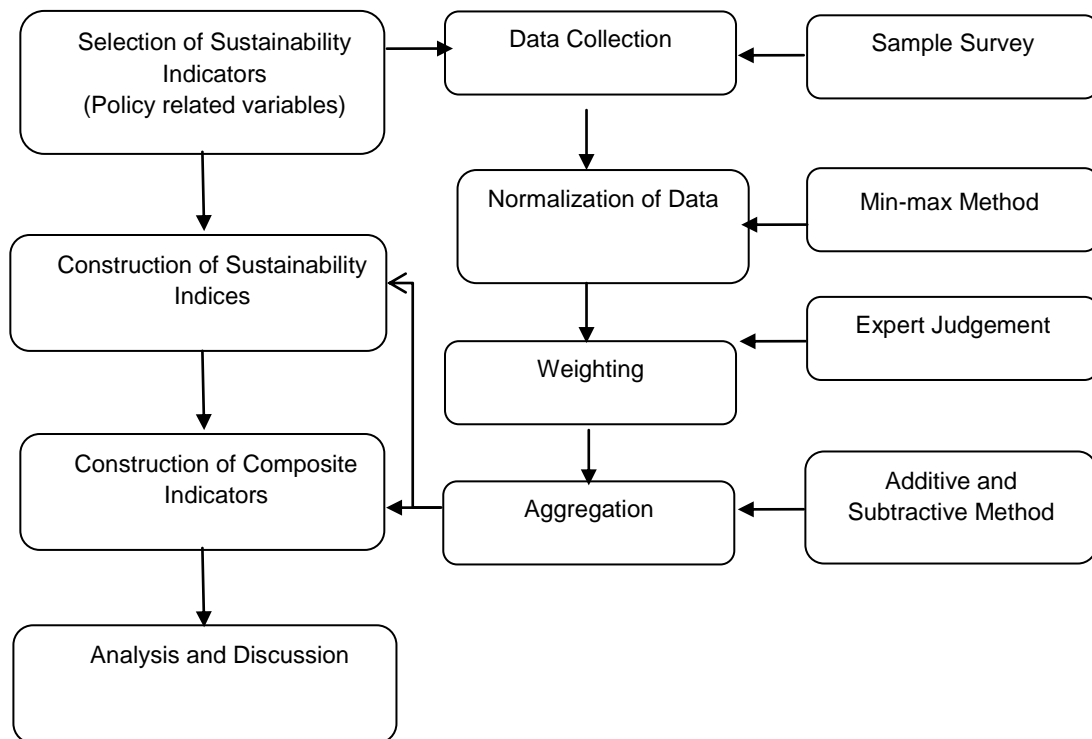 Selection of Sustainability
Indicators
(Policy related variables)
Data Collection
Sample Survey
Normalization of Data
Min-max Method
Construction of Sustainability
Indices
Expert Judgement
Weighting
Construction of Composite
Indicators
Aggregation
Additive and
Subtractive Method
Analysis and Discussion